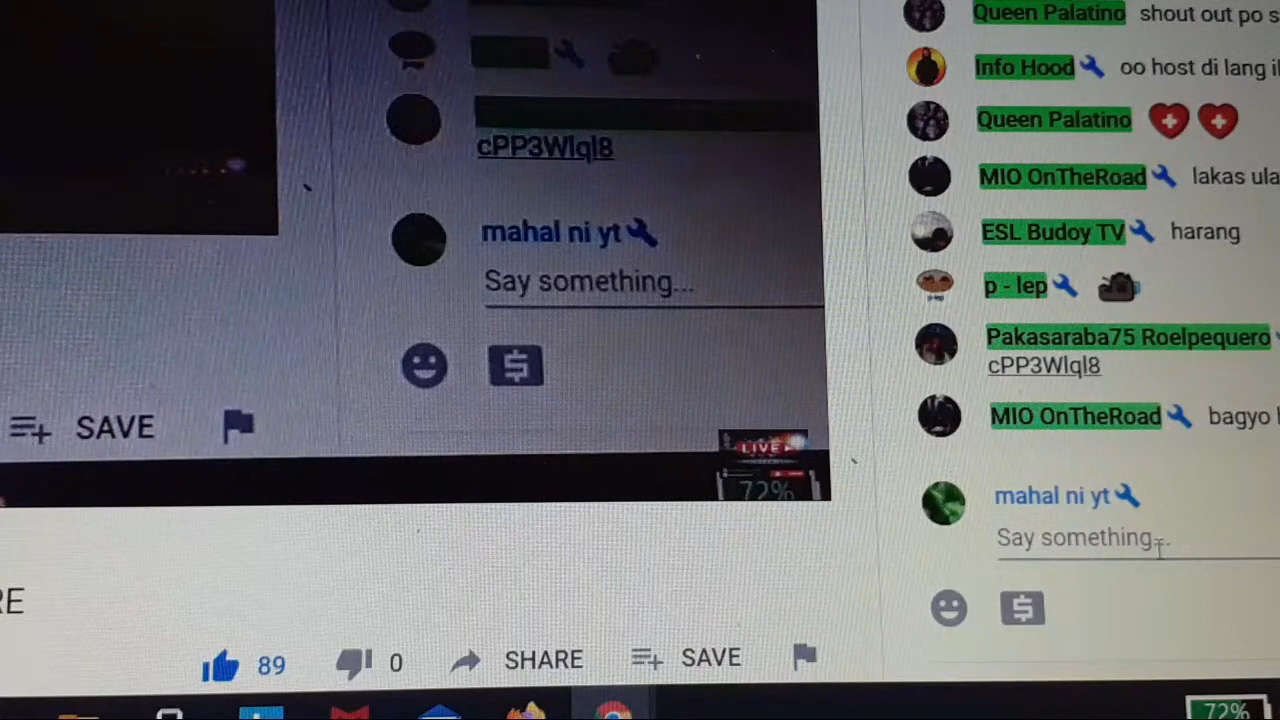 cPP3Wlql8
mahal ni yt
Say something...
SAVE
LIVE
72%
Queen Palatino shout out po s
Info Hood oo host di lang i
Queen Palatino
MIO OnTheRoad lakas ula
ESL Budoy TV harang
p - lep
Pakasaraba75 Roelpequero
cPP3Wlql8
MIO OnTheRoad bagyo
mahal ni yt
Say something...
RE
89 0 SHARE SAVE
72%